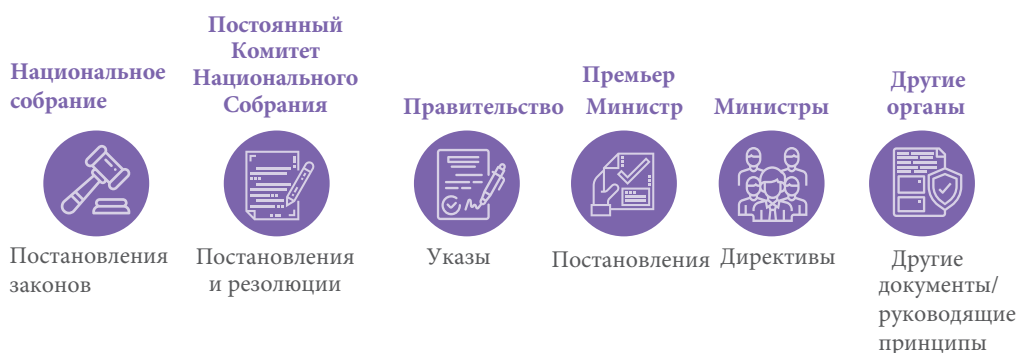 Национальное
собрание
Постоянный
Комитет
Национального
Собрания
Правительство
Премьер
Министр
Министры
Другие
органы
Постановления
законов
Постановления
и резолюции
Указы
Постановления
Директивы
Другие
документы/
руководящие
принципы